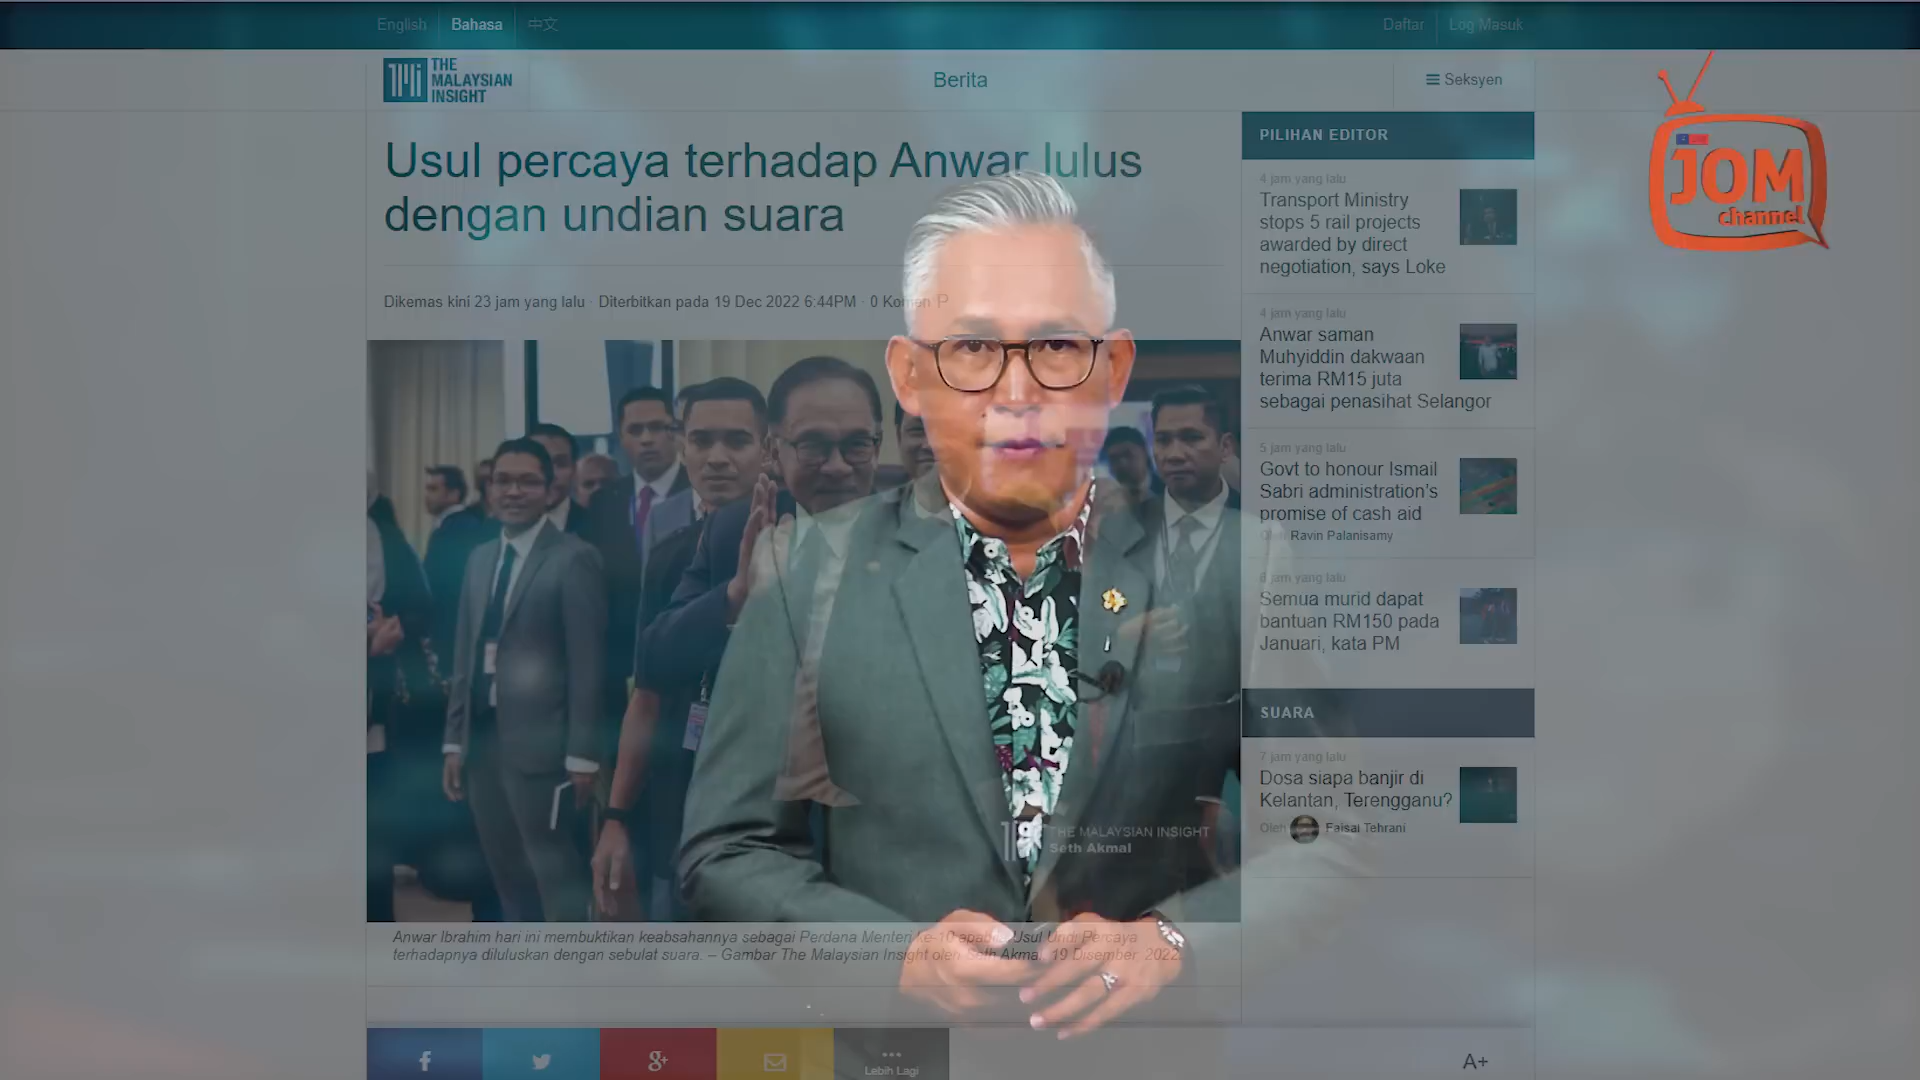 English
Bahasa
中文
Daftar
Log Masuk
THE
MALAYSIAN
INSIGHT
Berita
Seksyen
JOM
channel
Usul percaya terhadap Anwar lulus
dengan undian suara
Dikemas kini 23 jam yang lalu · Diterbitkan pada 19 Dec 2022 6:44PM · 0 Komen
THE MALAYSIAN INSIGHT
Seth Akmal
Anwar Ibrahim hari ini membuktikan keabsahannya sebagai Perdana Menteri ke-10 apabila Usul Undi Percaya
terhadapnya diluluskan dengan sebulat suara. – Gambar The Malaysian Insight oleh Seth Akmal, 19 Disember, 2022.
Lebih Lagi
A+
PILIHAN EDITOR
4 jam yang lalu
Transport Ministry
stops 5 rail projects
awarded by direct
negotiation, says Loke
4 jam yang lalu
Anwar saman
Muhyiddin dakwaan
terima RM15 juta
sebagai penasihat Selangor
5 jam yang lalu
Govt to honour Ismail
Sabri administration's
promise of cash aid
Oleh Ravin Palanisamy
6 jam yang lalu
Semua murid dapat
bantuan RM150 pada
Januari, kata PM
SUARA
7 jam yang lalu
Dosa siapa banjir di
Kelantan, Terengganu?
Oleh Faisal Tehrani